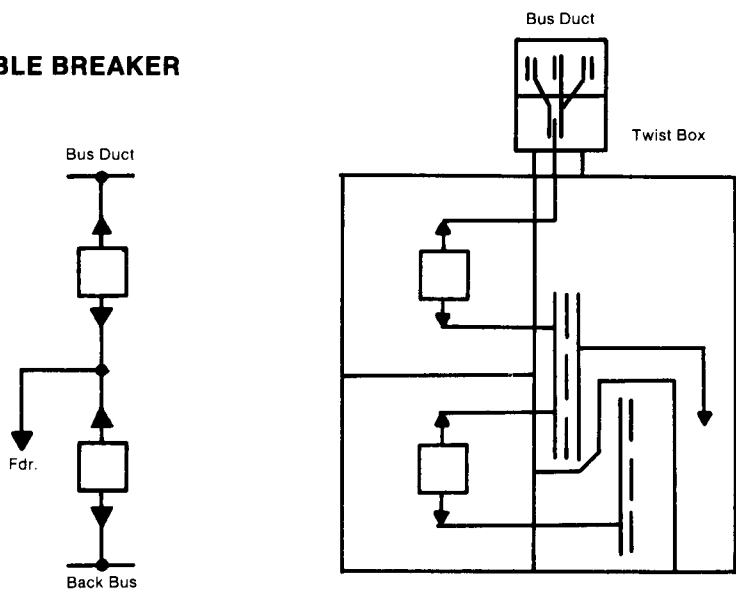 BLE BREAKER
Bus Duct
Fdr.
Back Bus
Bus Duct
Twist Box